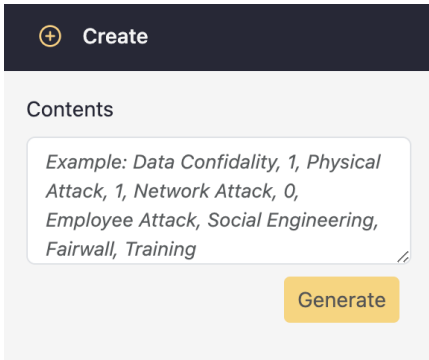 Create
Contents
Example: Data Confidality, 1, Physical
Attack, 1, Network Attack, 0,
Employee Attack, Social Engineering,
Fairwall, Training
Generate